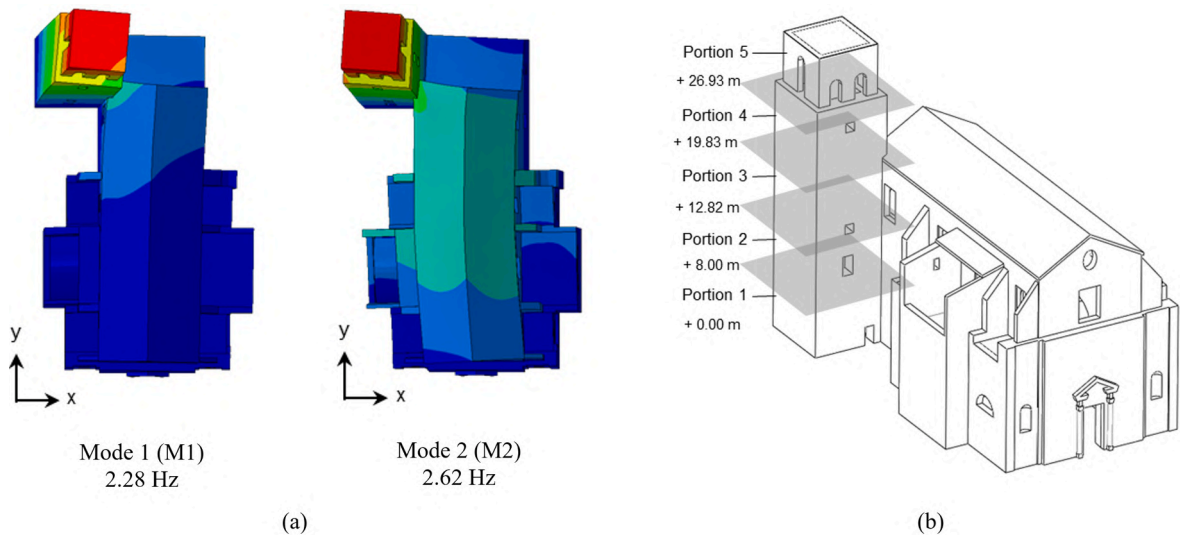 y
x
Mode 1 (M1)
2.28 Hz
y
x
Mode 2 (M2)
2.62 Hz
(a)
Portion 5
+ 26.93 m
Portion 4
+ 19.83 m
Portion 3
+ 12.82 m
Portion 2
+ 8.00 m
Portion 1
+ 0.00 m
(b)